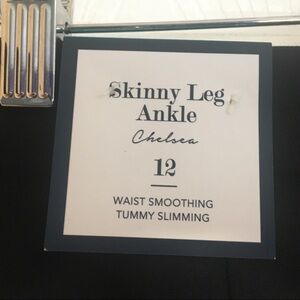 Skinny Leg
Ankle
Chelsea
12
WAIST SMOOTHING
TUMMY SLIMMING